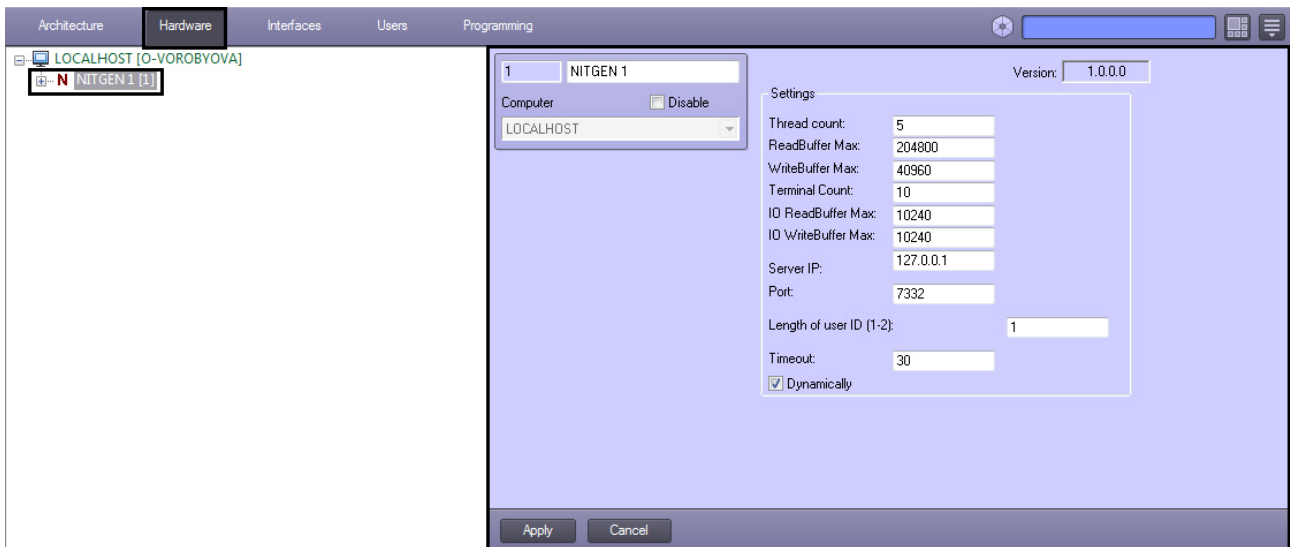 Architecture Hardware Interfaces Users Programming
LOCALHOST [O-VOROBYOVA]
N NITGEN 1 [1]
1 NITGEN 1
Computer Disable
LOCALHOST
Version: 1.0.0.0
Settings
Thread count: 5
ReadBuffer Max: 204800
WriteBuffer Max: 40960
Terminal Count: 10
IO ReadBuffer Max: 10240
IO WriteBuffer Max: 10240
Server IP: 127.0.0.1
Port: 7332
Length of user ID (1-2): 1
Timeout: 30
Dynamically
Apply Cancel